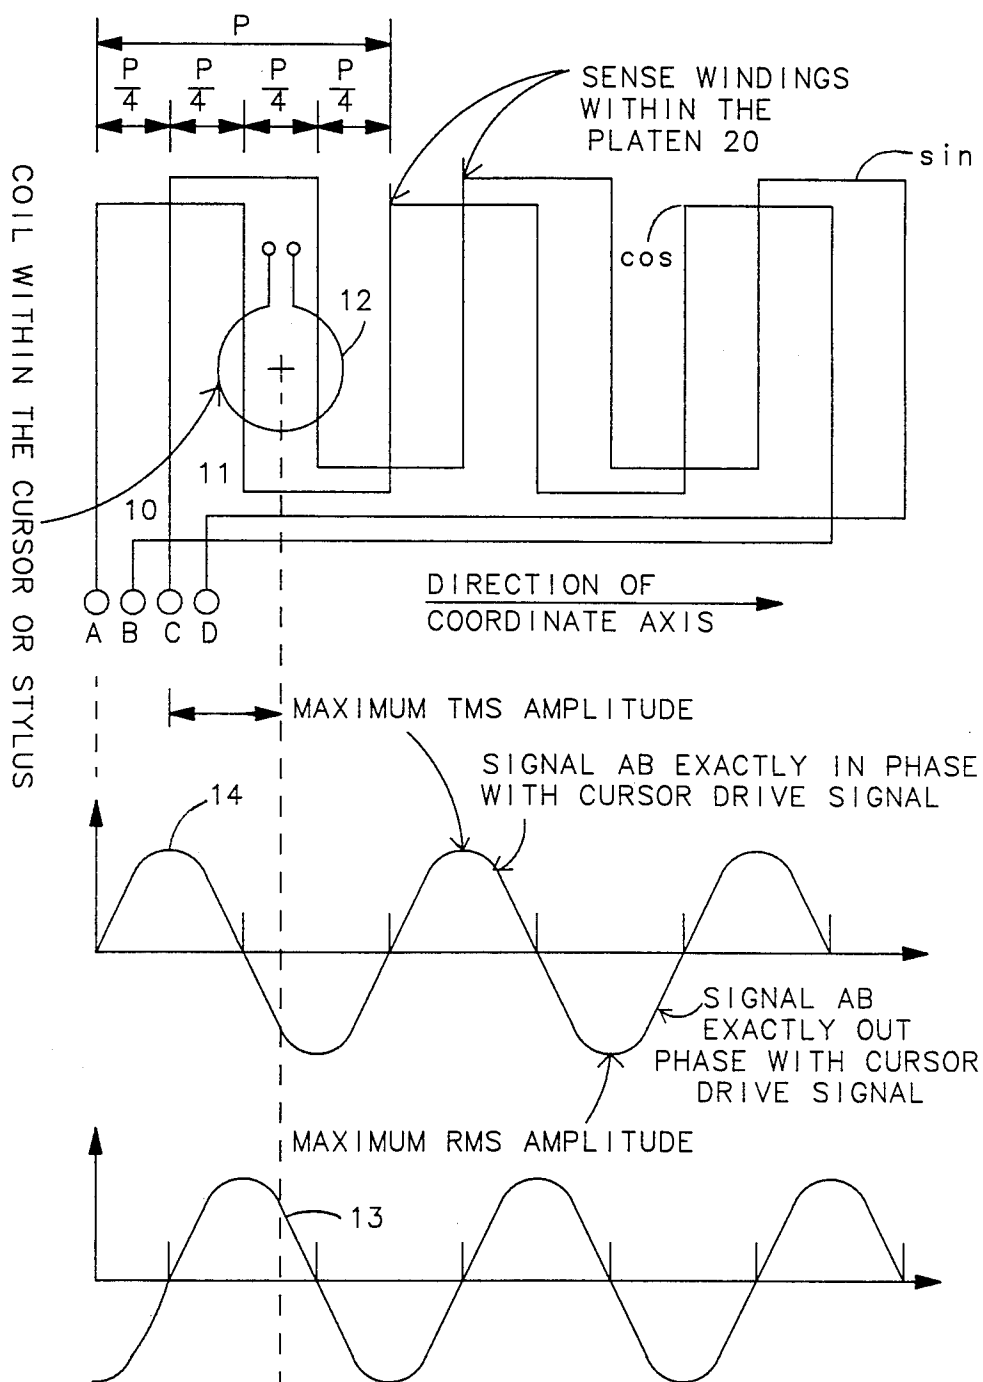 P
P/4 P/4 P/4 P/4
SENSE WINDINGS
WITHIN THE
PLATEN 20
sin
cos
12
COIL WITHIN THE CURSOR OR STYLUS
11
10
A B C D
DIRECTION OF
COORDINATE AXIS
MAXIMUM TMS AMPLITUDE
SIGNAL AB EXACTLY IN PHASE
WITH CURSOR DRIVE SIGNAL
14
SIGNAL AB
EXACTLY OUT
PHASE WITH CURSOR
DRIVE SIGNAL
MAXIMUM RMS AMPLITUDE
13